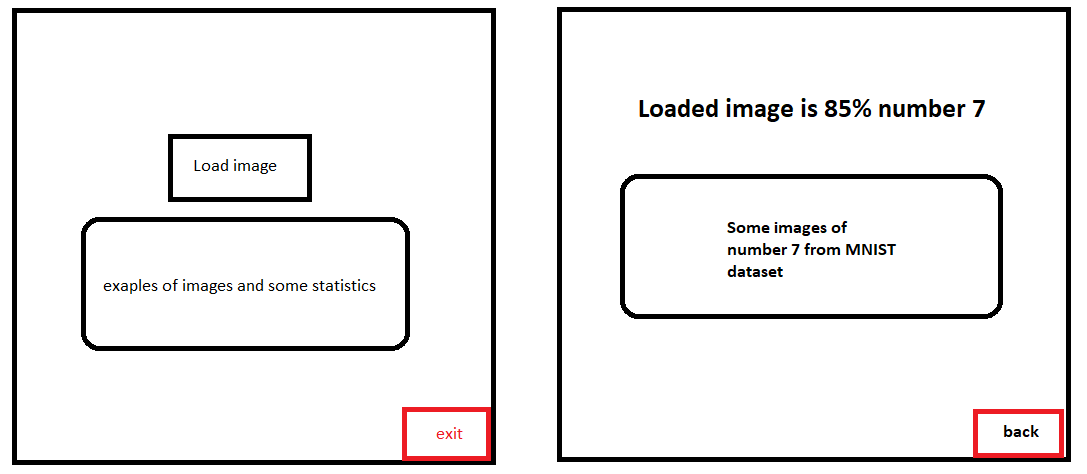 Load image
exaples of images and some statistics
exit
Loaded image is 85% number 7
Some images of
number 7 from MNIST
dataset
back